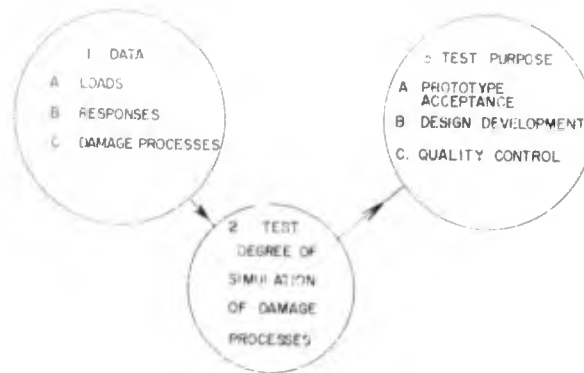 1 DATA
A LOADS
B RESPONSES
C DAMAGE PROCESSES
2 TEST
DEGREE OF
SIMULATION
OF DAMAGE
PROCESSES
TEST PURPOSE
A PROTOTYPE
ACCEPTANCE
B DESIGN DEVELOPMENT
C. QUALITY CONTROL